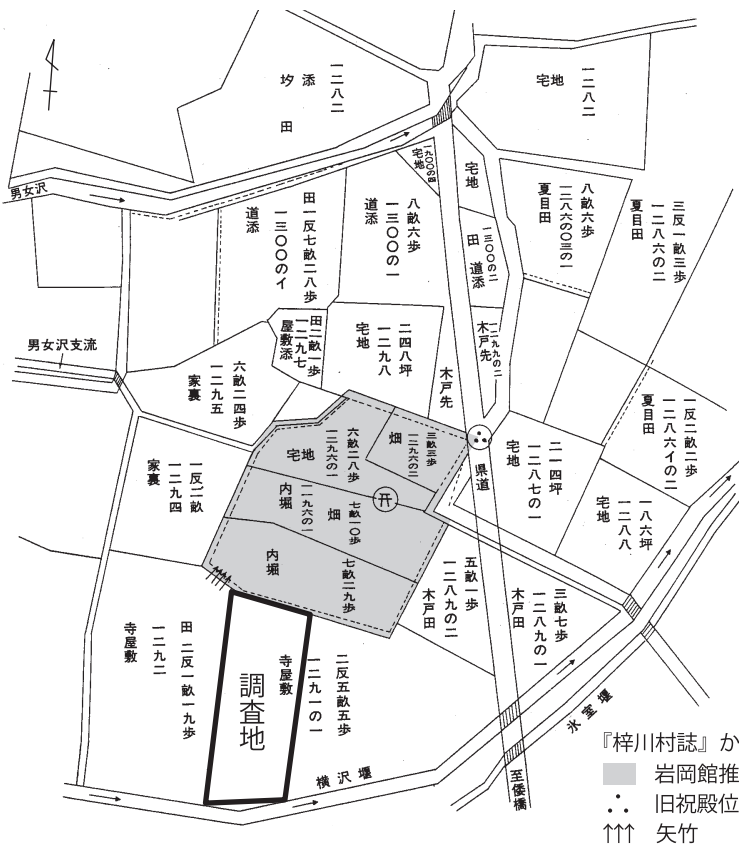 添
夕田
一二八二
宅地
一二八二
男女沢
宅地
宅地
田一反七畝二八歩
一三〇〇のイ
道添
八畝六歩
一三〇〇の一
道添
一三〇〇の二
田 道添
八畝六歩
一二八六の三の一
夏目田
三反一畝三歩
一二八六の二
夏目田
男女沢支流
田二畝一歩
一二九七
屋敷添
二四八坪
一二九八
宅地
木戸先
一二九九の二
木戸先
六畝二四歩
一二九五
家裏
一反二畝二歩
一二八六イの二
夏目田
六畝二八歩
一二九六の一
宅地
三畝三歩
一二九六の二
畑
県道
二一四坪
一二八七の一
宅地
一八六坪
一二八八
宅地
一反二畝
一二九四
家裏
七畝一〇歩
畑
一二九六の一
内堀
七畝二九歩
内堀
五畝一歩
一二八九の二
木戸田
三畝七歩
一二八九の一
木戸田
田 二反一畝一九歩
一二九二
寺屋敷
二反五畝五歩
一二九一の一
寺屋敷
調査地
横沢堰
氷室堰
至倭橋
『梓川村誌』か
岩岡館推
旧祝殿位
矢竹